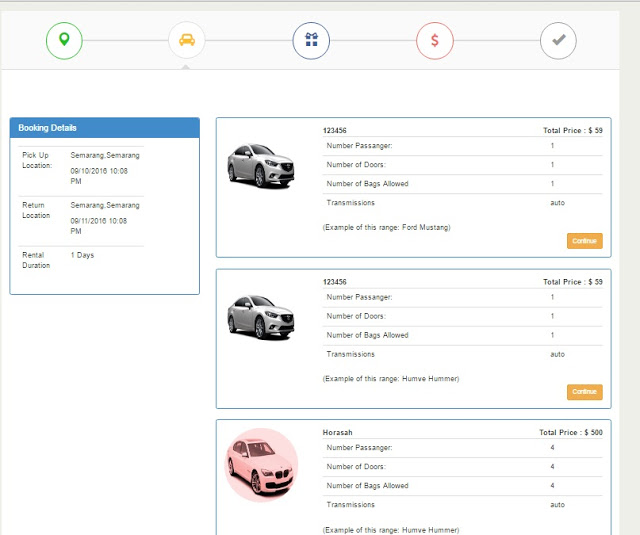 $
Booking Details
Pick Up Semarang,Semarang
Location:
09/10/2016 10:08
PM
Return Semarang,Semarang
Location
09/11/2016 10:08
PM
Rental 1 Days
Duration
123456 Total Price : $ 59
Number Passanger: 1
Number of Doors: 1
Number of Bags Allowed 1
Transmissions auto
(Example of this range: Ford Mustang)
Continue
123456 Total Price : $ 59
Number Passanger: 1
Number of Doors: 1
Number of Bags Allowed 1
Transmissions auto
(Example of this range: Humve Hummer)
Continue
Horasah Total Price : $ 500
Number Passanger: 4
Number of Doors: 4
Number of Bags Allowed 4
Transmissions auto
(Example of this range: Humve Hummer)